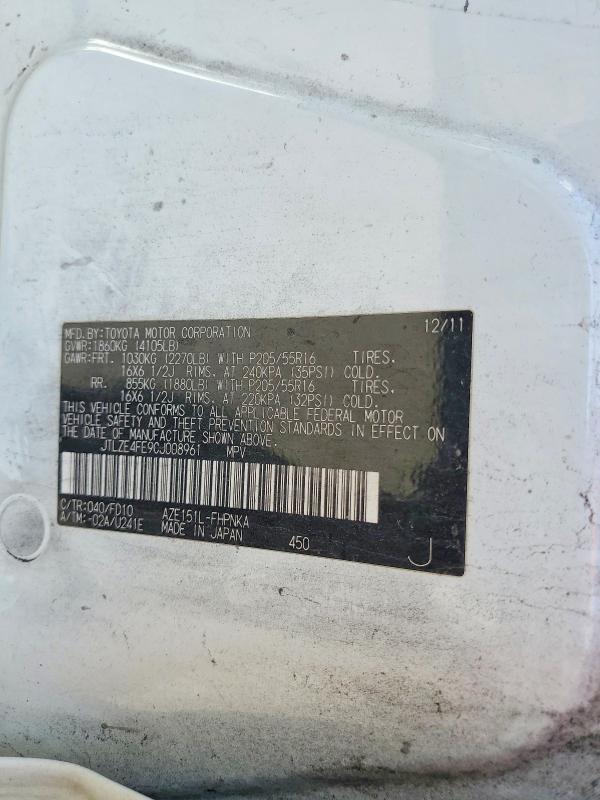 MFD.BY:TOYOTA MOTOR CORPORATION 12/11
GVWR:1860KG (4105LB)
GAWR:FRT. 1030KG (2270LB) WITH P205/55R16 TIRES.
16X6 1/2J RIMS. AT 240KPA (35PSI) COLD.
RR. 855KG (1880LB) WITH P205/55R16 TIRES.
16X6 1/2J RIMS. AT 220KPA (32PSI) COLD.
THIS VEHICLE CONFORMS TO ALL APPLICABLE FEDERAL MOTOR
VEHICLE SAFETY AND THEFT PREVENTION STANDARDS IN EFFECT ON
THE DATE OF MANUFACTURE SHOWN ABOVE.
JTLZE4FE9CJ008961 MPV
C/TR:040/FD10 AZE151L-FHPNKA
A/TM:-02A/U241E MADE IN JAPAN 450 J